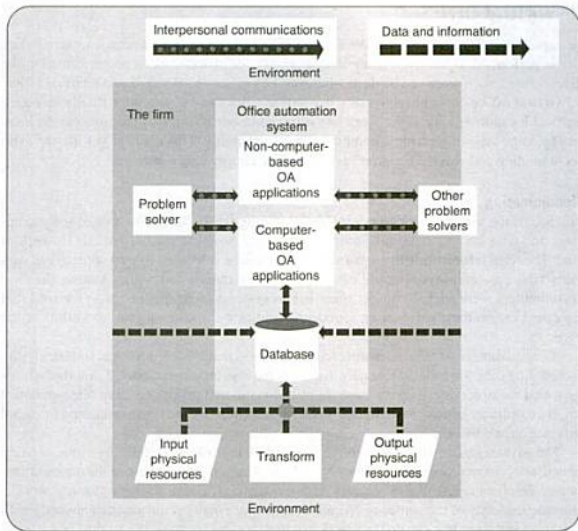 Interpersonal communications
Data and information
Environment
The firm
Office automation
system
Non-computer-
based
OA
applications
Problem
solver
Other
problem
solvers
Computer-
based
OA
applications
Database
Input
physical
resources
Transform
Output
physical
resources
Environment